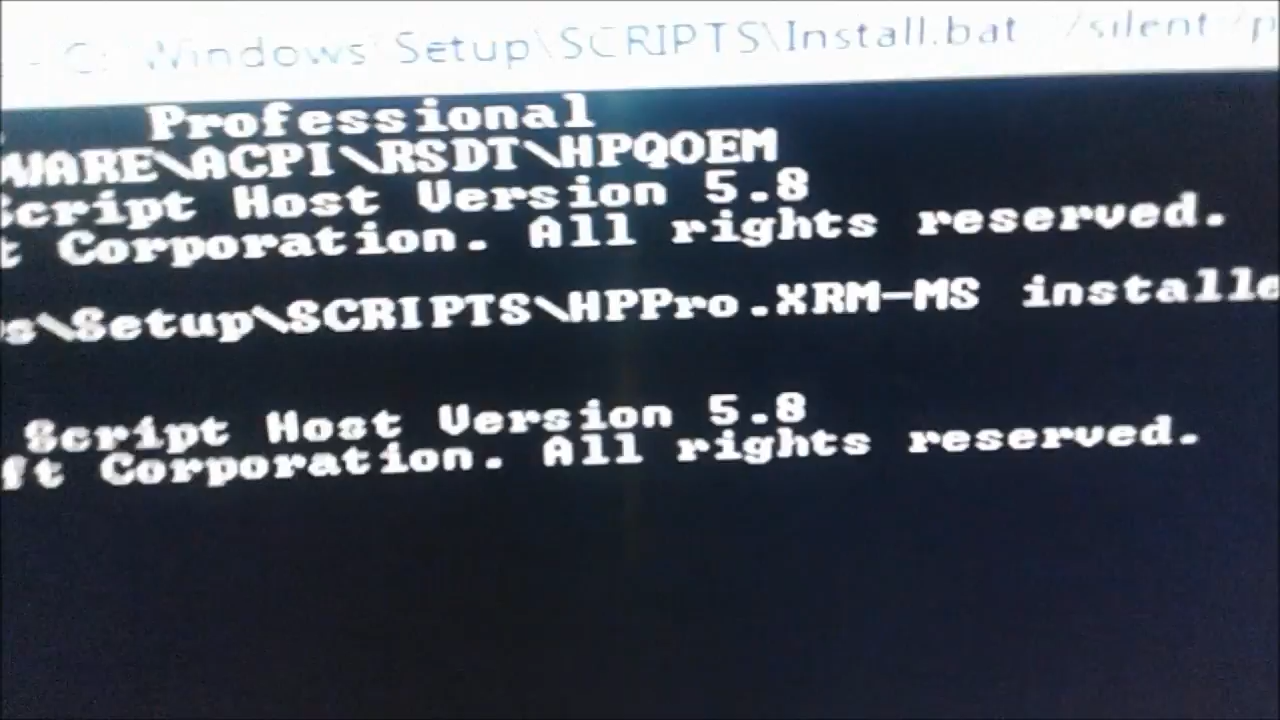 - C:\Windows\Setup\SCRIPTS\Install.bat /silent /p
Professional
WARE\ACPI\RSDT\HPQOEM
Script Host Version 5.8
t Corporation. All rights reserved.
s\Setup\SCRIPTS\HPPro.XRM-MS installe
Script Host Version 5.8
ft Corporation. All rights reserved.